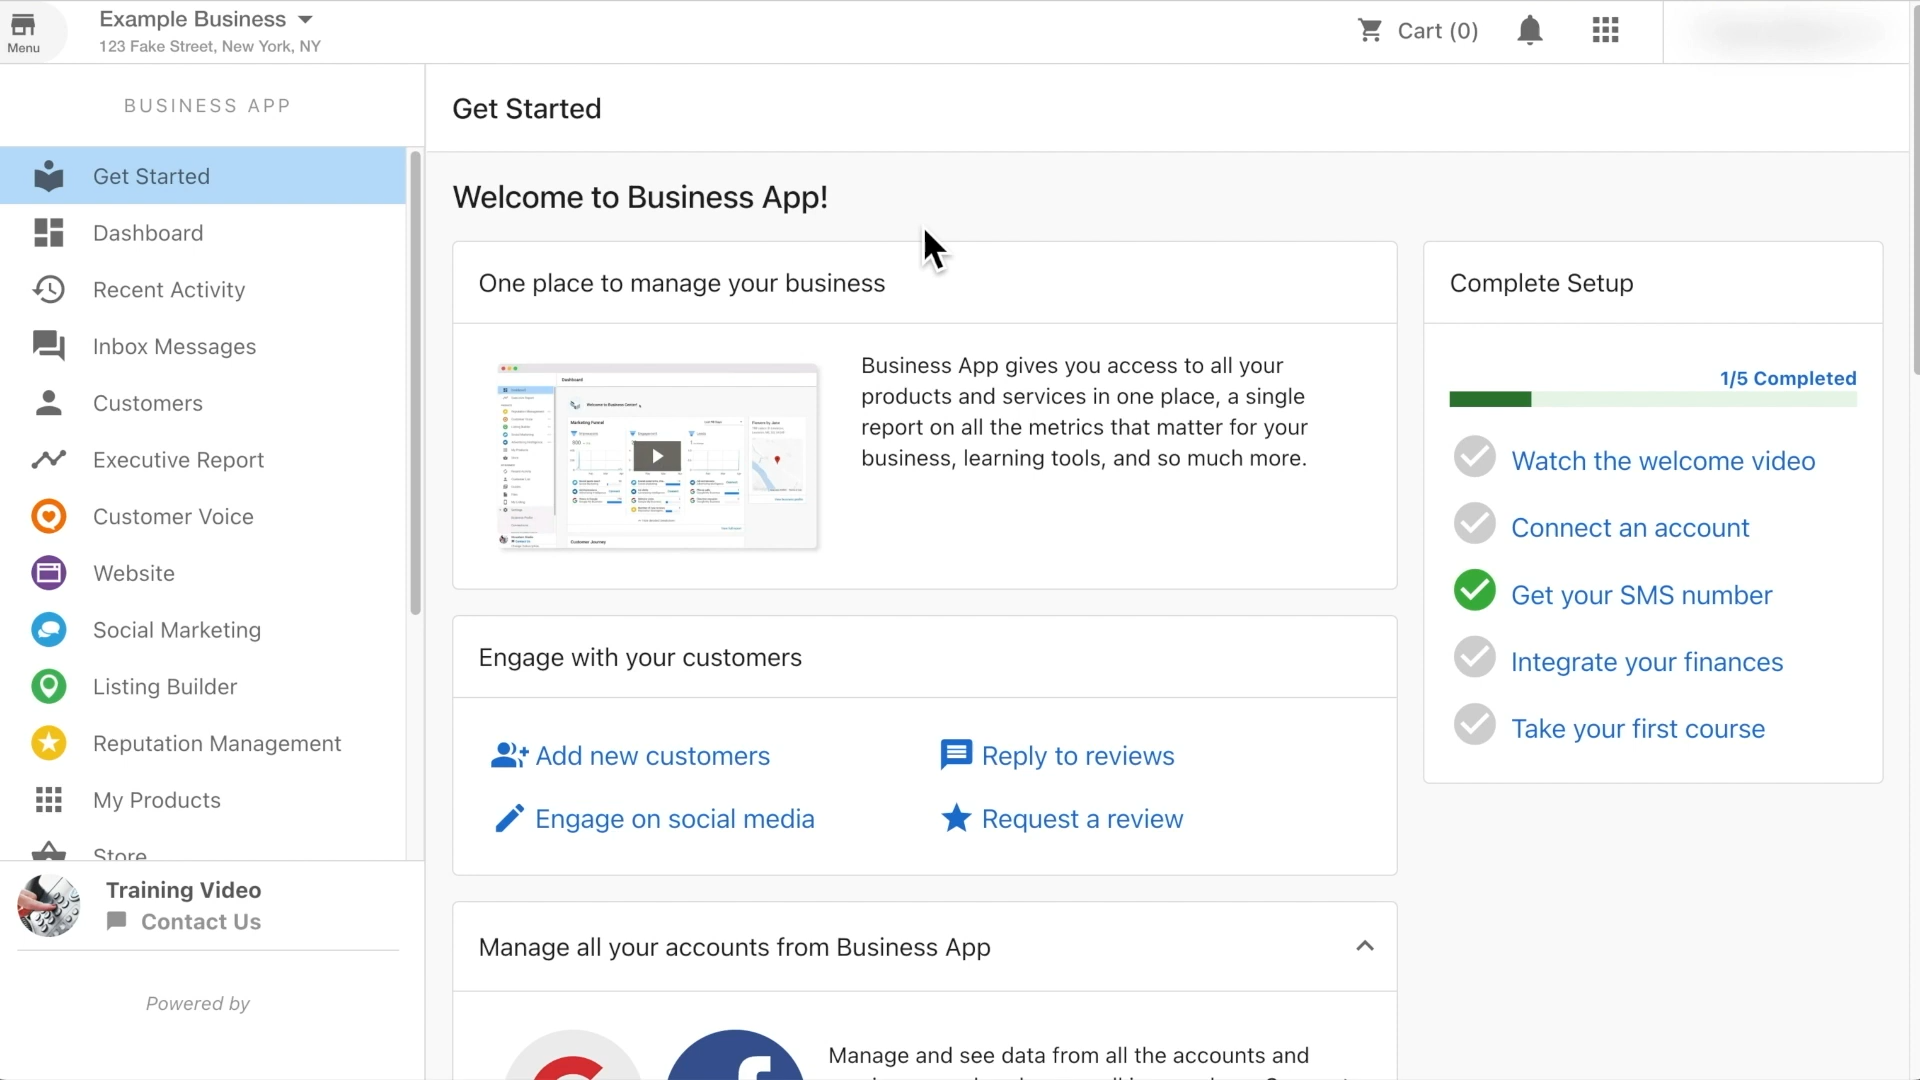 Menu
Example Business
123 Fake Street, New York, NY
Cart (0)
BUSINESS APP
Get Started
Dashboard
Recent Activity
Inbox Messages
Customers
Executive Report
Customer Voice
Website
Social Marketing
Listing Builder
Reputation Management
My Products
Store
Training Video
Contact Us
Powered by
Get Started
Welcome to Business App!
One place to manage your business
Dashboard
Marketing Funnel
Customer Journey
Business App gives you access to all your
products and services in one place, a single
report on all the metrics that matter for your
business, learning tools, and so much more.
Engage with your customers
Add new customers
Reply to reviews
Engage on social media
Request a review
Manage all your accounts from Business App
Manage and see data from all the accounts and
Complete Setup
1/5 Completed
Watch the welcome video
Connect an account
Get your SMS number
Integrate your finances
Take your first course